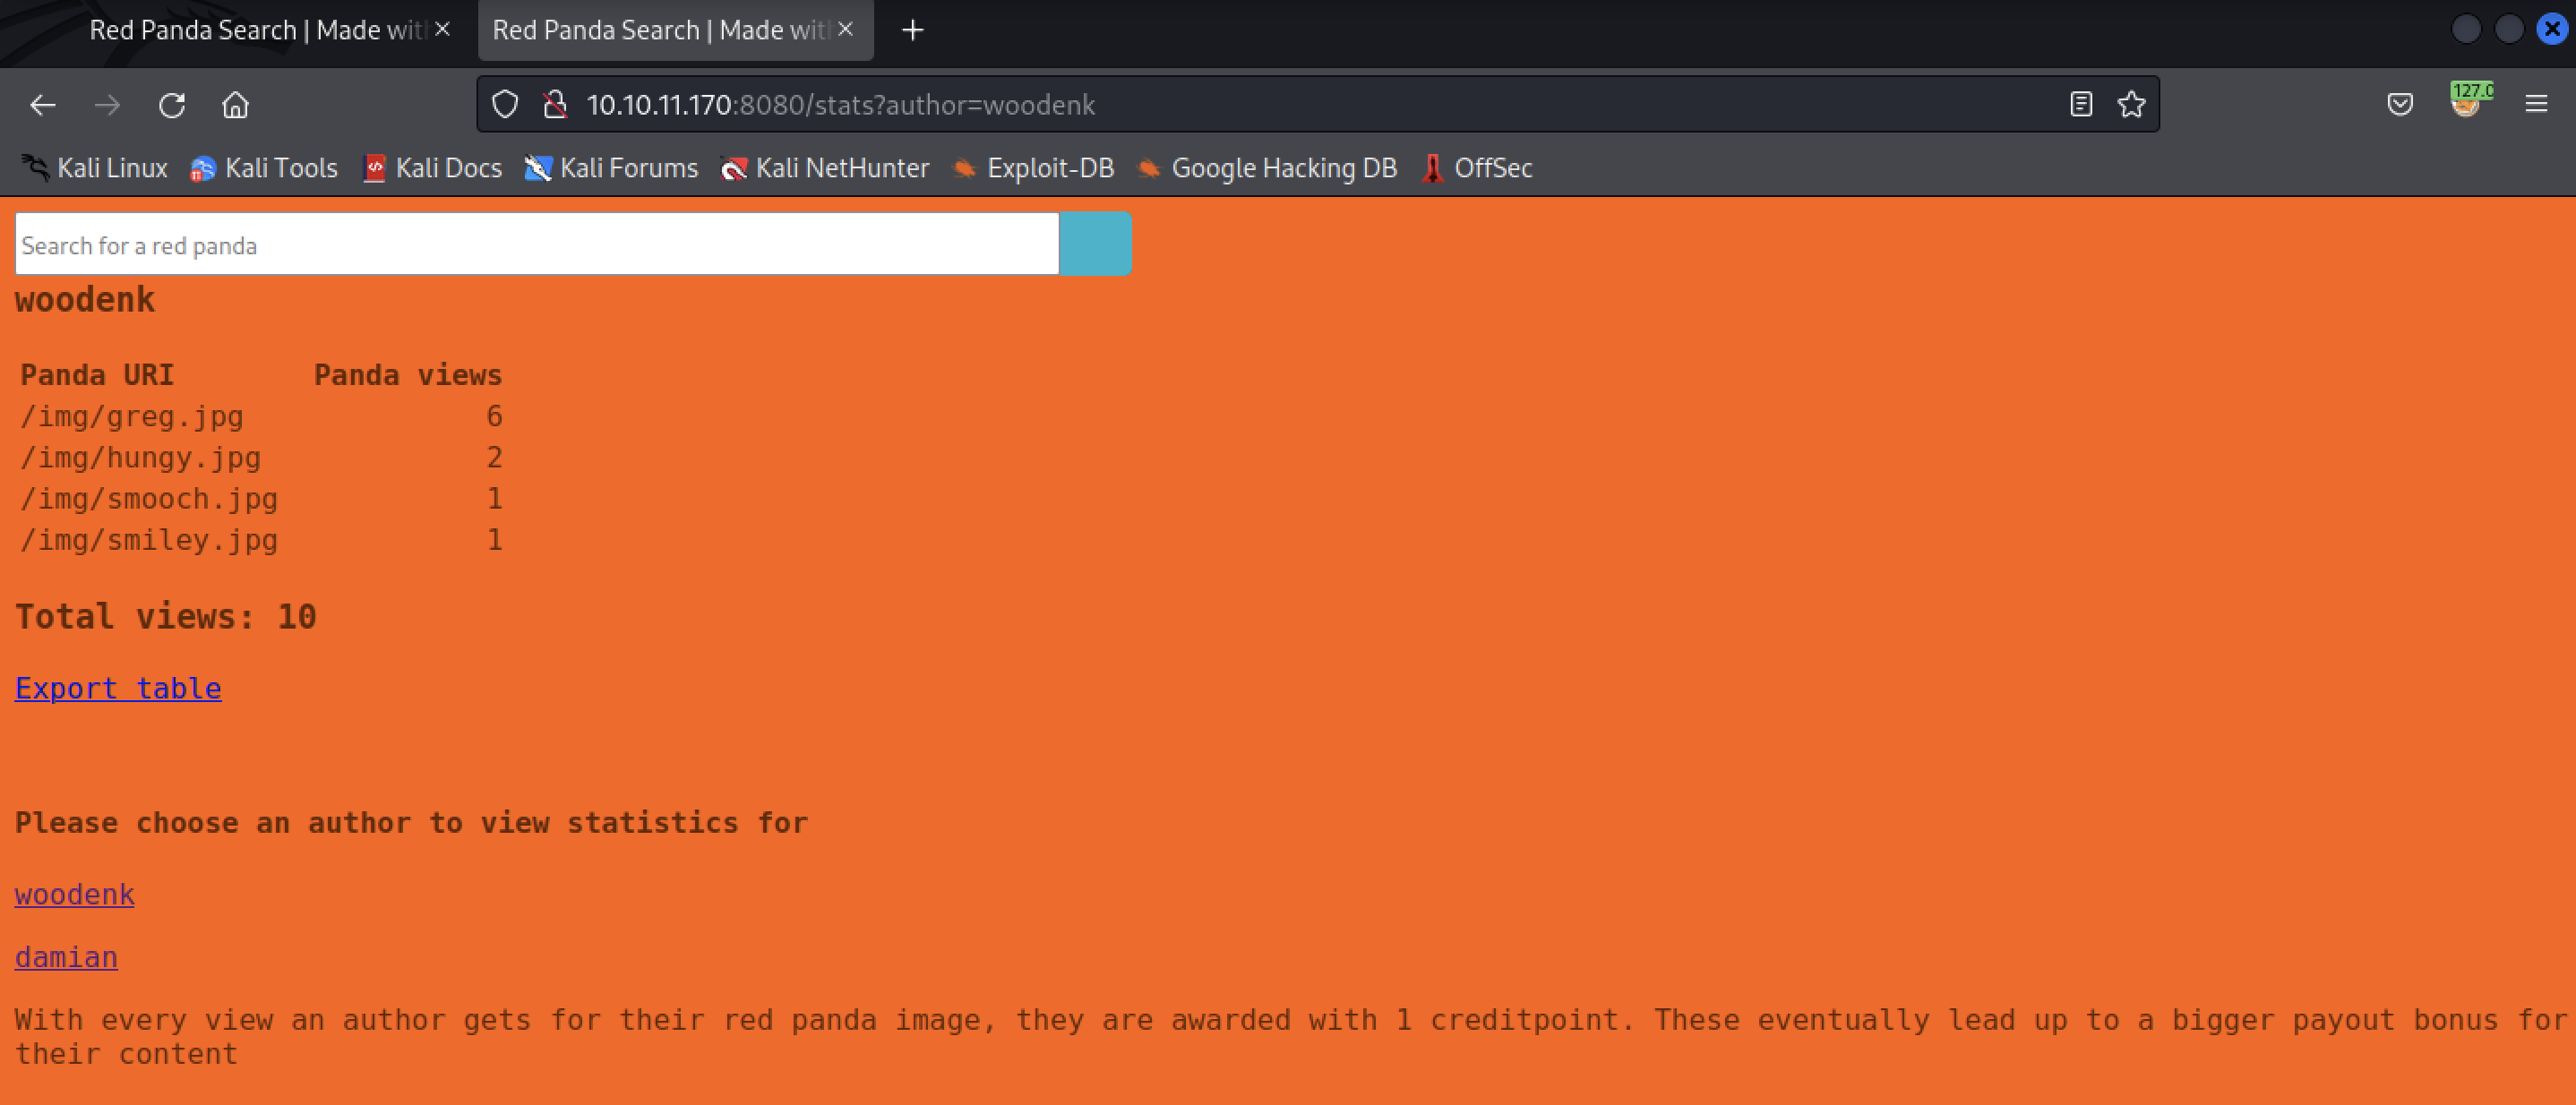 Red Panda Search | Made with Red Panda Search | Made with
10.10.11.170:8080/stats?author=woodenk 127.0
Kali Linux Kali Tools Kali Docs Kali Forums Kali NetHunter Exploit-DB Google Hacking DB OffSec
Search for a red panda
woodenk
Panda URI Panda views
/img/greg.jpg 6
/img/hungy.jpg 2
/img/smooch.jpg 1
/img/smiley.jpg 1
Total views: 10
Export table
Please choose an author to view statistics for
woodenk
damian
With every view an author gets for their red panda image, they are awarded with 1 creditpoint. These eventually lead up to a bigger payout bonus for
their content